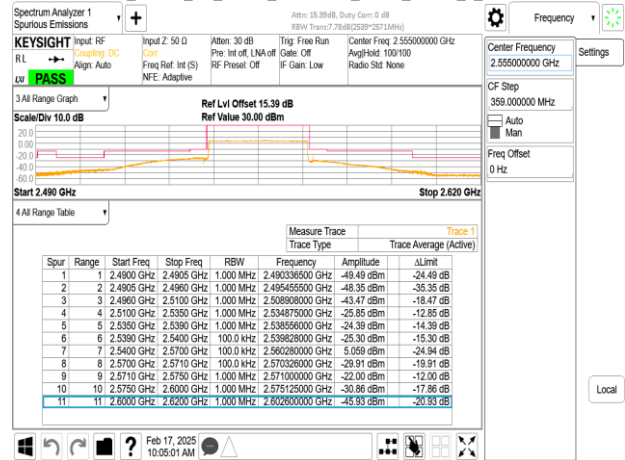 Spectrum Analyzer 1
Spurious Emissions
Attn: 15.39dB, Duty Corr: 0 dB
RBW Trans:7.78dB(2539~2571MHz)
Frequency
KEYSIGHT
RL
LXI
PASS
Input: RF
Coupling: DC
Align: Auto
Input Z: 50 Ω
Corr
Freq Ref: Int (S)
NFE: Adaptive
Atten: 30 dB
Pre: Int off, LNA off
RF Preset: Off
Trig: Free Run
Gate: Off
IF Gain: Low
Center Freq: 2.555000000 GHz
Avg|Hold: 100/100
Radio Std: None
Center Frequency
2.555000000 GHz
Settings
CF Step
359.000000 MHz
Auto
Man
Freq Offset
0 Hz
3 All Range Graph
Scale/Div 10.0 dB
Ref Lvl Offset 15.39 dB
Ref Value 30.00 dBm
20.0
0.00
-20.0
-40.0
-60.0
Start 2.490 GHz
Stop 2.620 GHz
4 All Range Table
Measure Trace Trace 1
Trace Type Trace Average (Active)
Spur Range Start Freq Stop Freq RBW Frequency Amplitude ΔLimit
1 1 2.4900 GHz 2.4905 GHz 1.000 MHz 2.490336500 GHz -49.49 dBm -24.49 dB
2 2 2.4905 GHz 2.4960 GHz 1.000 MHz 2.495455500 GHz -48.35 dBm -35.35 dB
3 3 2.4960 GHz 2.5100 GHz 1.000 MHz 2.508908000 GHz -43.47 dBm -18.47 dB
4 4 2.5100 GHz 2.5350 GHz 1.000 MHz 2.534875000 GHz -25.85 dBm -12.85 dB
5 5 2.5350 GHz 2.5390 GHz 1.000 MHz 2.538556000 GHz -24.39 dBm -14.39 dB
6 6 2.5390 GHz 2.5400 GHz 100.0 kHz 2.539828000 GHz -25.30 dBm -15.30 dB
7 7 2.5400 GHz 2.5700 GHz 100.0 kHz 2.560280000 GHz 5.059 dBm -24.94 dB
8 8 2.5700 GHz 2.5710 GHz 100.0 kHz 2.570326000 GHz -29.91 dBm -19.91 dB
9 9 2.5710 GHz 2.5750 GHz 1.000 MHz 2.571000000 GHz -22.00 dBm -12.00 dB
10 10 2.5750 GHz 2.6000 GHz 1.000 MHz 2.575125000 GHz -30.86 dBm -17.86 dB
11 11 2.6000 GHz 2.6200 GHz 1.000 MHz 2.602600000 GHz -45.93 dBm -20.93 dB
Local
?
Feb 17, 2025
10:05:01 AM